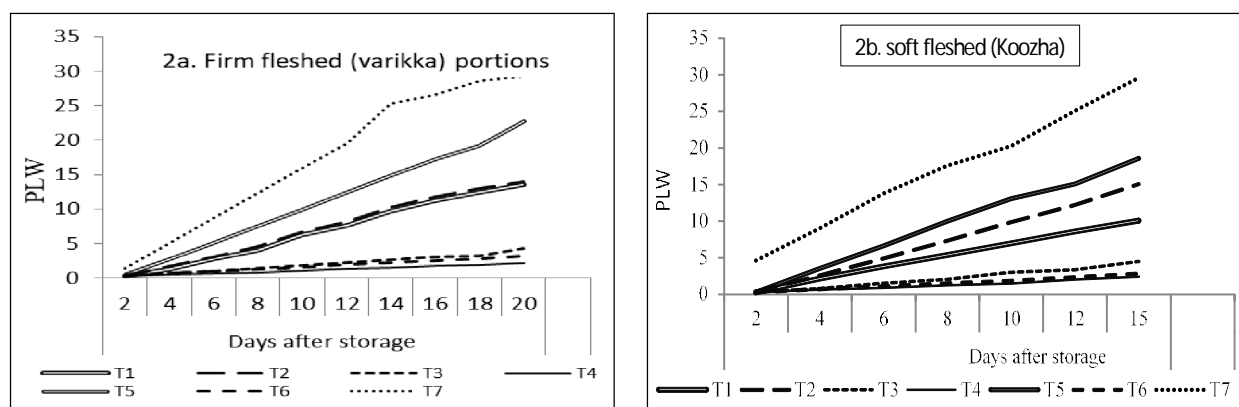 2a. Firm fleshed (varikka) portions
35
30
25
20
15
10
5
0
PLW
2 4 6 8 10 12 14 16 18 20
Days after storage
T1 T2 T3 T4
T5 T6 T7
2b. soft fleshed (Koozha)
35
30
25
20
15
10
5
0
PLW
2 4 6 8 10 12 15
Days after storage
T1 T2 T3 T4 T5 T6 T7